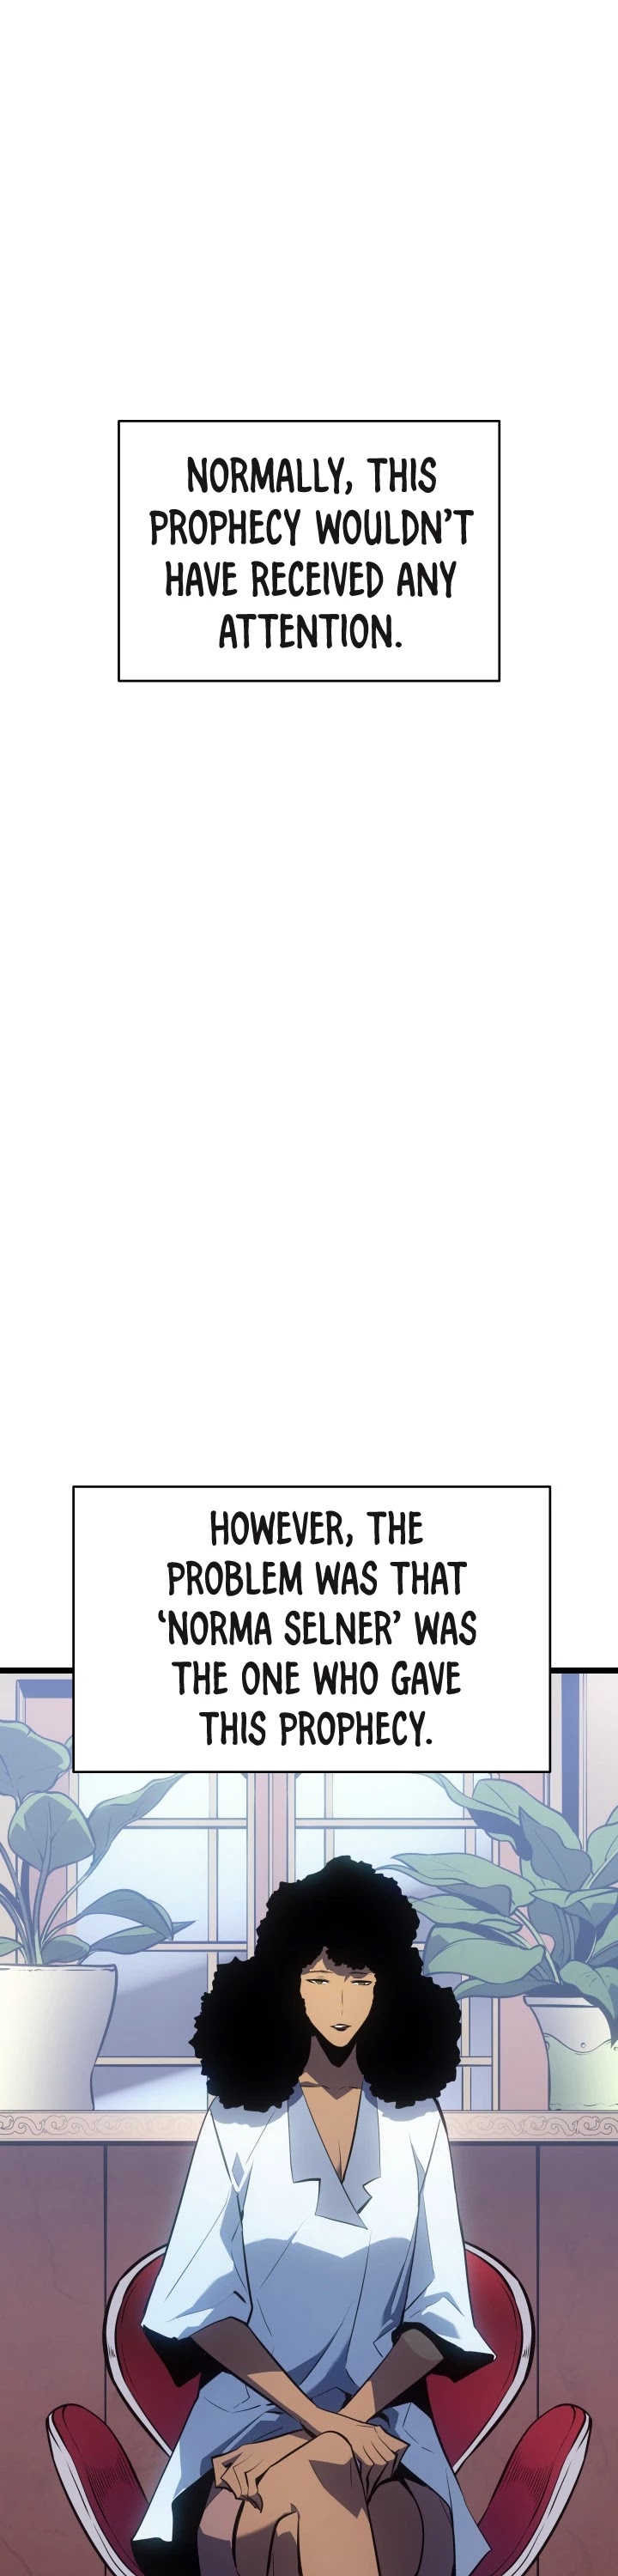 NORMALLY, THIS
PROPHECY WOULDN'T
HAVE RECEIVED ANY
ATTENTION.
HOWEVER, THE
PROBLEM WAS THAT
‘NORMA SELNER’ WAS
THE ONE WHO GAVE
THIS PROPHECY.